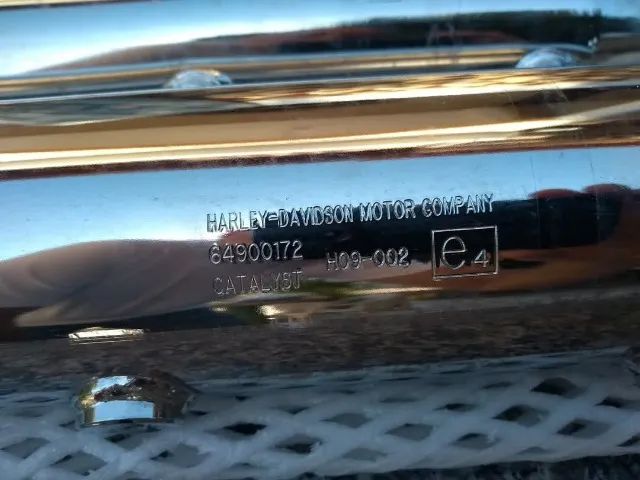 HARLEY-DAVIDSON MOTOR COMPANY
64900172 H09-002 e4
CATALYST